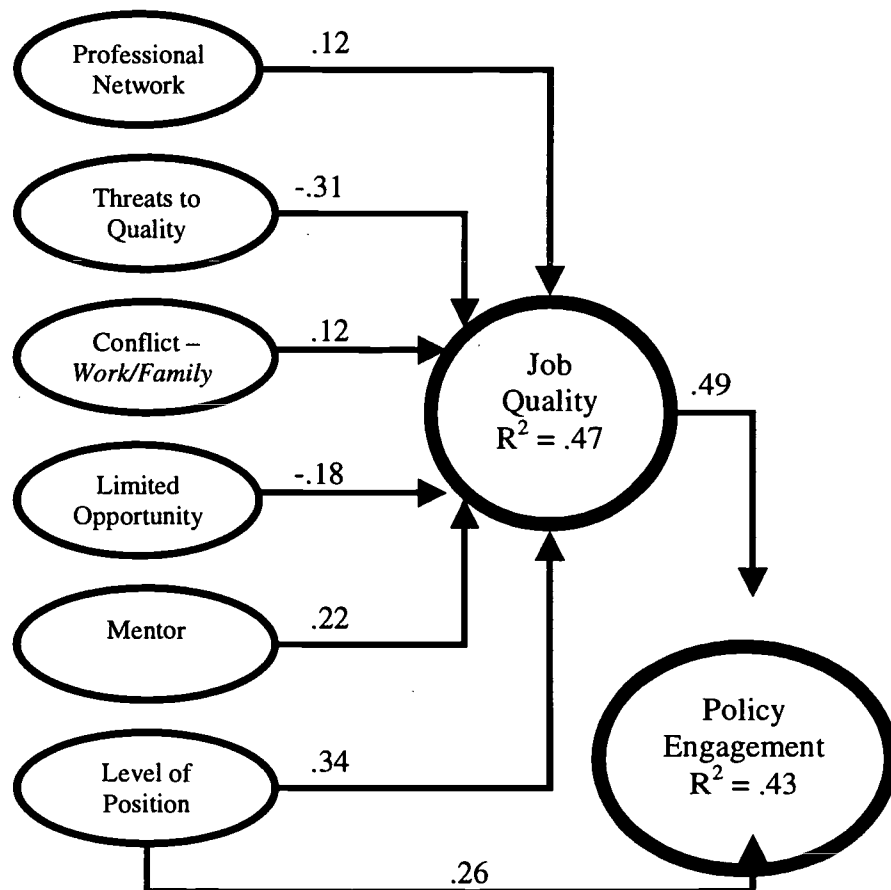 .12
Professional
Network
-.31
Threats to
Quality
.12
Conflict –
Work/Family
Job
Quality
R² = .47
.49
-.18
Limited
Opportunity
.22
Mentor
Policy
Engagement
R² = .43
.34
Level of
Position
.26